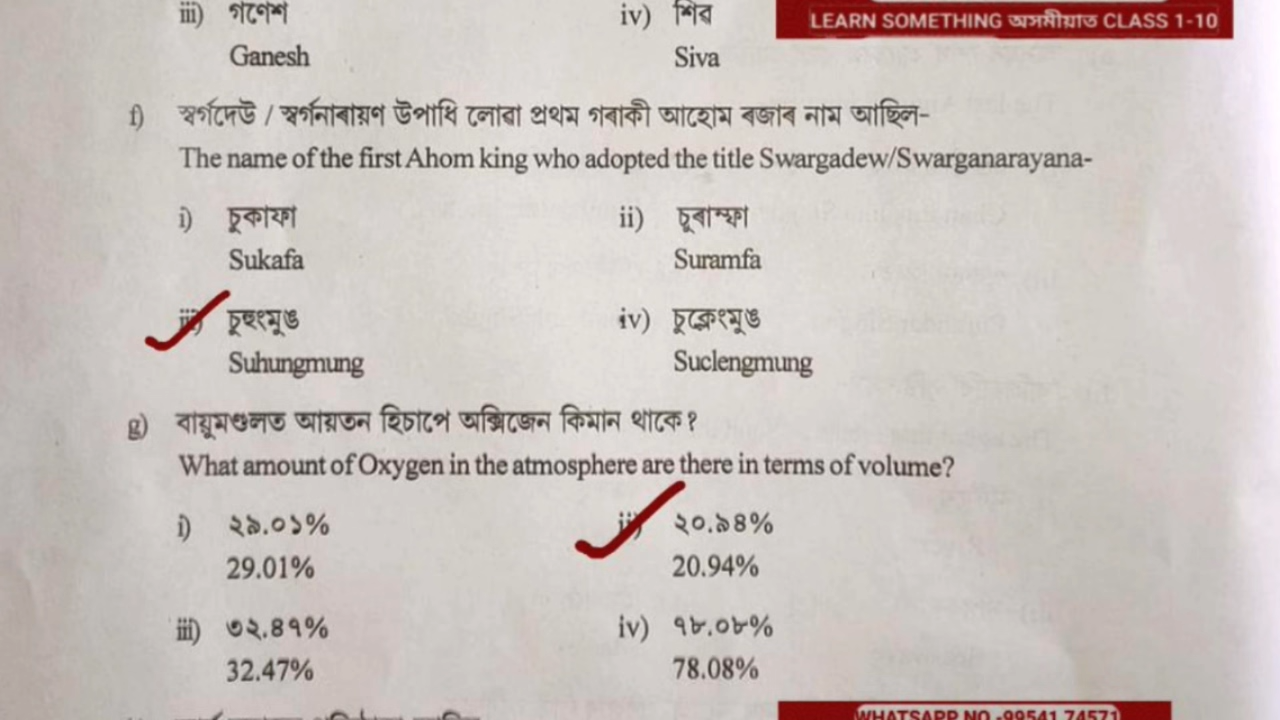 iii) গণেশ iv) শিৱ
LEARN SOMETHING অসমীয়াত CLASS 1-10
Ganesh Siva
f) স্বৰ্গদেউ / স্বৰ্গনাৰায়ণ উপাধি লোৱা প্ৰথম গৰাকী আহোম ৰজাৰ নাম আছিল-
The name of the first Ahom king who adopted the title Swargadew/Swarganarayana-
i) চুকাফা ii) চুৰাম্ফা
Sukafa Suramfa
iii) চুহুংমুঙ iv) চুক্লেংমুঙ
Suhungmung Suclengmung
g) বায়ুমণ্ডলত আয়তন হিচাপে অক্সিজেন কিমান থাকে?
What amount of Oxygen in the atmosphere are there in terms of volume?
i) ২৯.০১% ii) ২০.৯৪%
29.01% 20.94%
iii) ৩২.৪৭% iv) ৭৮.০৮%
32.47% 78.08%
WHATSAPP NO -99541 74571